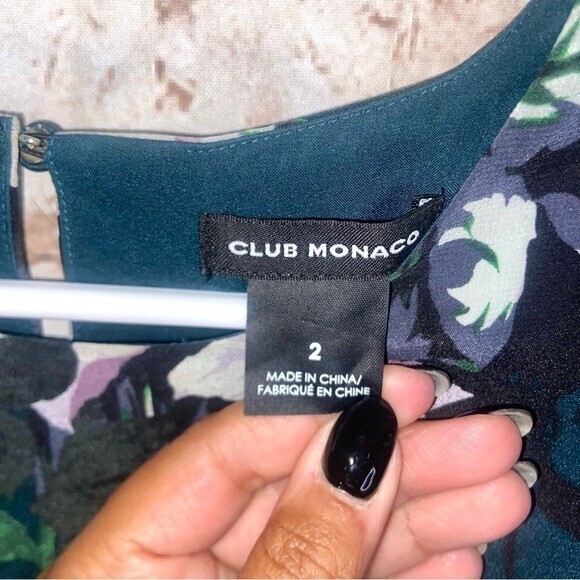 CLUB MONACO
2
MADE IN CHINA/
FABRIQUÉ EN CHINE